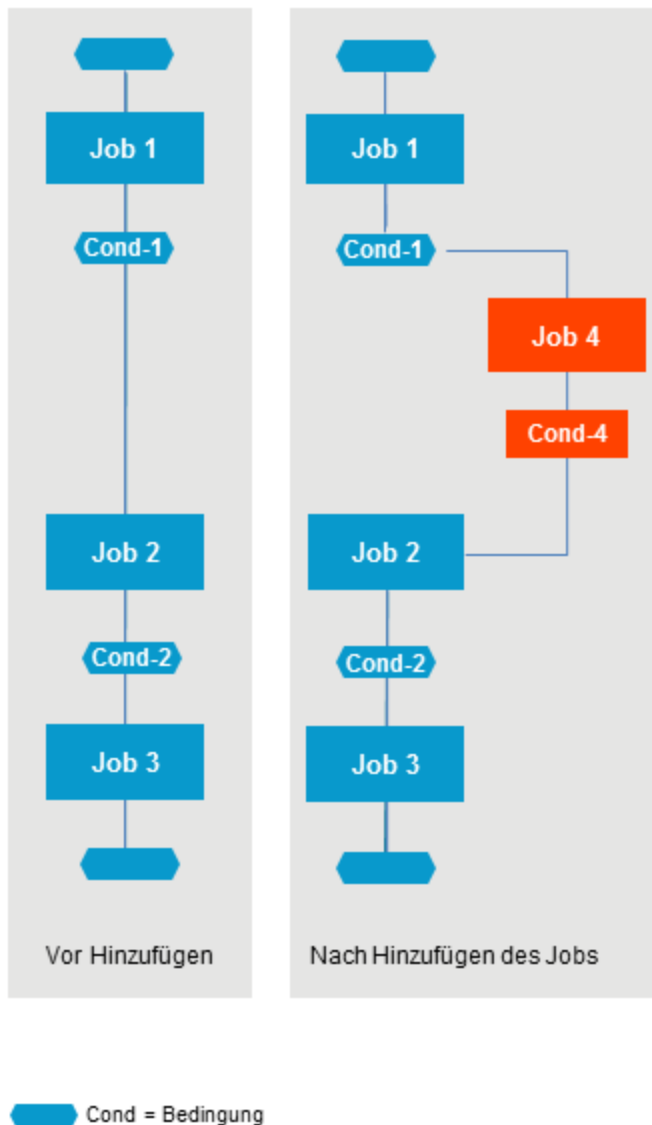 Job 1
Cond-1
Job 2
Cond-2
Job 3
Vor Hinzufügen
Job 1
Cond-1
Job 4
Cond-4
Job 2
Cond-2
Job 3
Nach Hinzufügen des Jobs
Cond = Bedingung